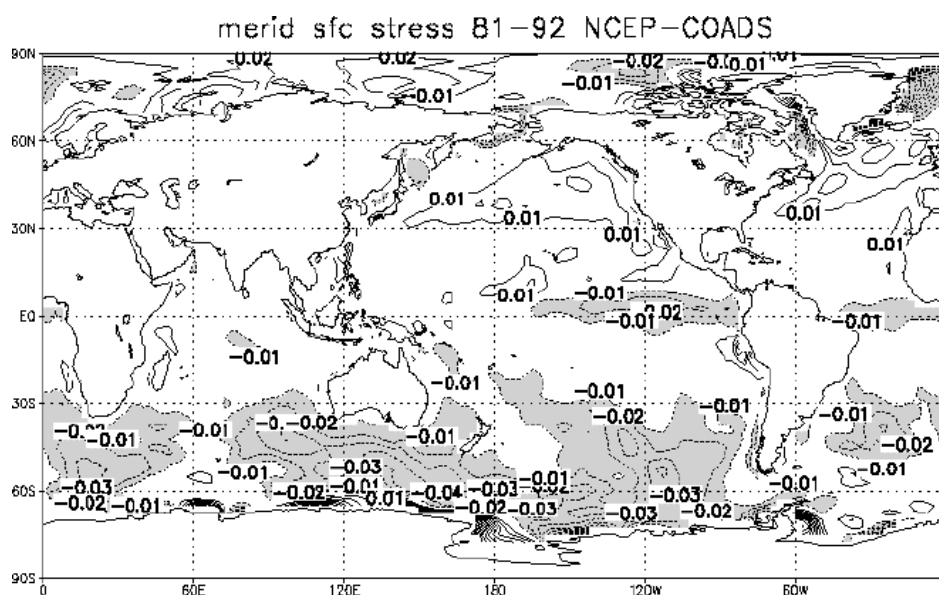 merid sfc stress 81-92 NCEP-COADS
90N
-0.02 -0.02 -0.02 0.01
-0.01 -0.01 -0.01
60N
0.01 0.01 0.01 0.01
30N
0.01 0.01
0.01 0.01 -0.01
EQ -0.02
-0.01 -0.01
-0.01
-0.01
30S -0.01 -0.01
-0.02 -0.02 -0.01
-0.01 -0.01 -0.01 -0.01 -0.02
-0.01 -0.03 -0.01 -0.01
-0.03 -0.01 -0.03 -0.03 -0.01
60S -0.02 -0.04
-0.02 -0.01 0.01 -0.02 -0.03 -0.03 -0.02
90S
0 60E 120E 180 120W 60W